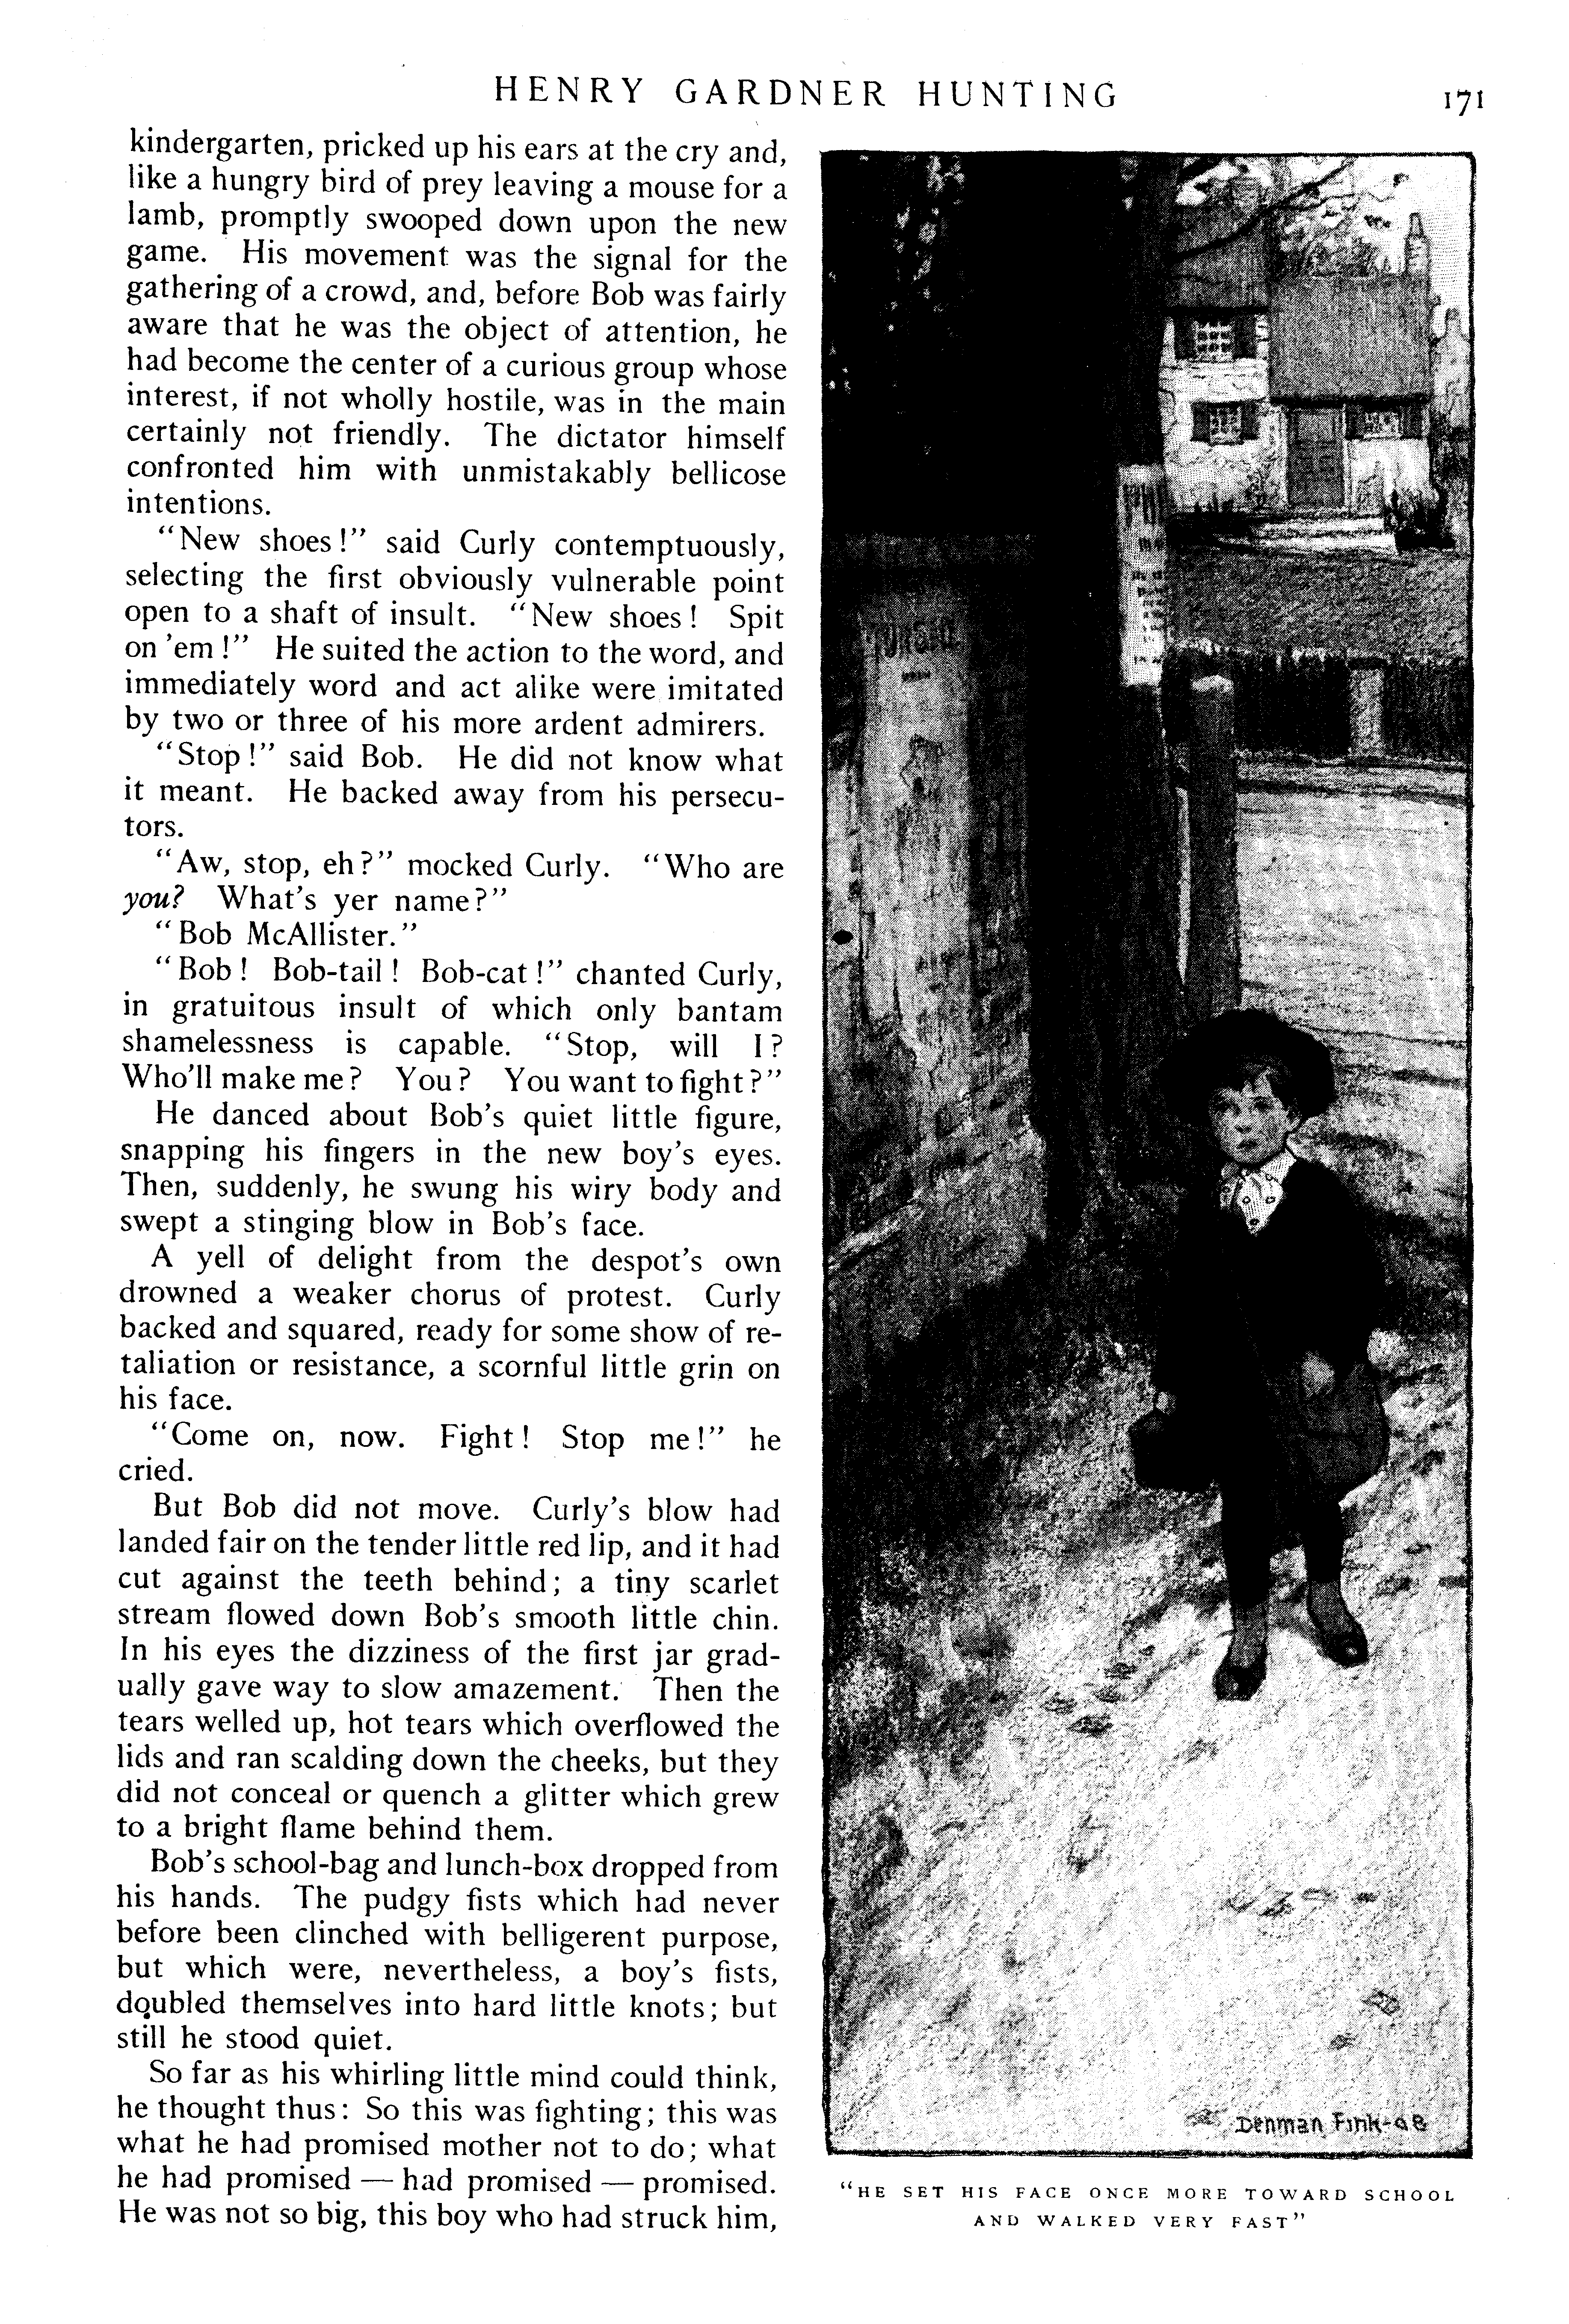 HENRY GARDNER HUNTING 171
kindergarten, pricked up his ears at the cry and,
like a hungry bird of prey leaving a mouse for a
lamb, promptly swooped down upon the new
game. His movement was the signal for the
gathering of a crowd, and, before Bob was fairly
aware that he was the object of attention, he
had become the center of a curious group whose
interest, if not wholly hostile, was in the main
certainly not friendly. The dictator himself
confronted him with unmistakably bellicose
intentions.
"New shoes!" said Curly contemptuously,
selecting the first obviously vulnerable point
open to a shaft of insult. "New shoes! Spit
on 'em!" He suited the action to the word, and
immediately word and act alike were imitated
by two or three of his more ardent admirers.
"Stop!" said Bob. He did not know what
it meant. He backed away from his persecu-
tors.
"Aw, stop, eh?" mocked Curly. "Who are
you? What's yer name?"
"Bob McAllister."
"Bob! Bob-tail! Bob-cat!" chanted Curly,
in gratuitous insult of which only bantam
shamelessness is capable. "Stop, will I?
Who'll make me? You? You want to fight?"
He danced about Bob's quiet little figure,
snapping his fingers in the new boy's eyes.
Then, suddenly, he swung his wiry body and
swept a stinging blow in Bob's face.
A yell of delight from the despot's own
drowned a weaker chorus of protest. Curly
backed and squared, ready for some show of re-
taliation or resistance, a scornful little grin on
his face.
"Come on, now. Fight! Stop me!" he
cried.
But Bob did not move. Curly's blow had
landed fair on the tender little red lip, and it had
cut against the teeth behind; a tiny scarlet
stream flowed down Bob's smooth little chin.
In his eyes the dizziness of the first jar grad-
ually gave way to slow amazement. Then the
tears welled up, hot tears which overflowed the
lids and ran scalding down the cheeks, but they
did not conceal or quench a glitter which grew
to a bright flame behind them.
Bob's school-bag and lunch-box dropped from
his hands. The pudgy fists which had never
before been clinched with belligerent purpose,
but which were, nevertheless, a boy's fists,
doubled themselves into hard little knots; but
still he stood quiet.
So far as his whirling little mind could think,
he thought thus: So this was fighting; this was
what he had promised mother not to do; what
he had promised — had promised — promised.
He was not so big, this boy who had struck him,
Denman Fink-08
"HE SET HIS FACE ONCE MORE TOWARD SCHOOL
AND WALKED VERY FAST"